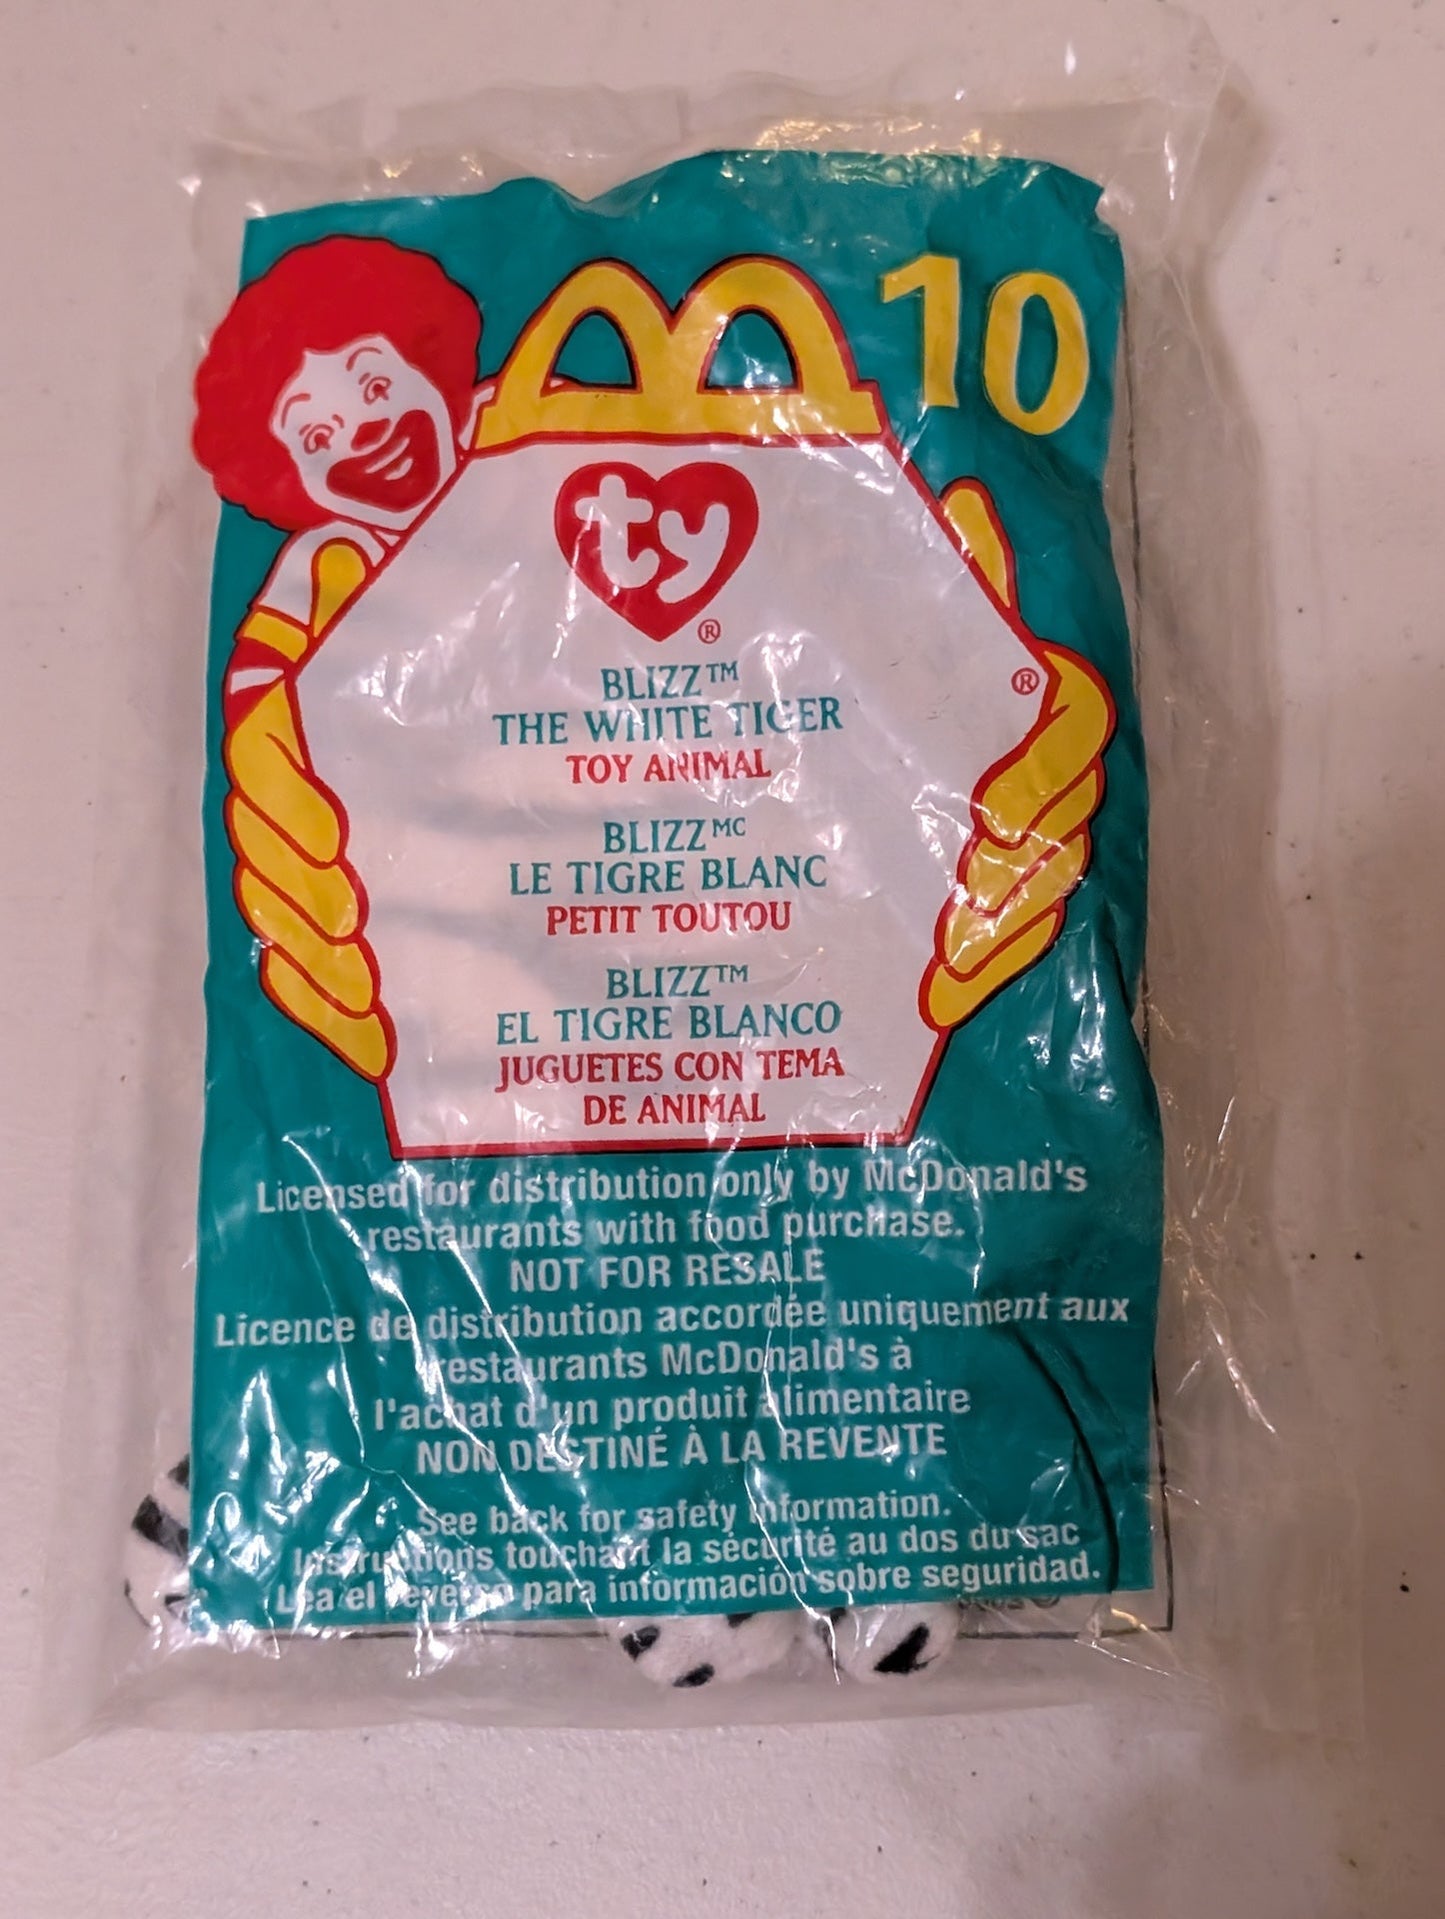 10
ty®
®
BLIZZ™
THE WHITE TIGER
TOY ANIMAL
BLIZZMC
LE TIGRE BLANC
PETIT TOUTOU
BLIZZ™
EL TIGRE BLANCO
JUGUETES CON TEMA
DE ANIMAL
Licensed for distribution only by McDonald's
restaurants with food purchase.
NOT FOR RESALE
Licence de distribution accordée uniquement aux
restaurants McDonald's à
l'achat d'un produit alimentaire
NON DESTINÉ À LA REVENTE
See back for safety information.
Instructions touchant la sécurité au dos du sac
Lea el reverso para información sobre seguridad.